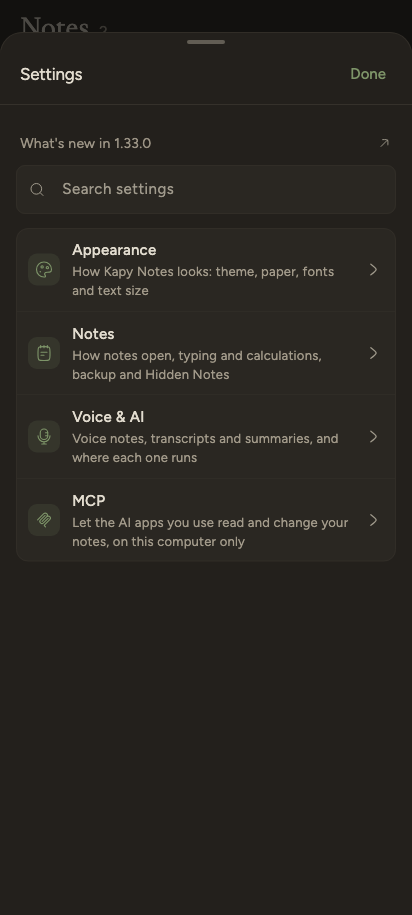 Notes 2
Settings
Done
What's new in 1.33.0
Search settings
Appearance
How Kapy Notes looks: theme, paper, fonts
and text size
Notes
How notes open, typing and calculations,
backup and Hidden Notes
Voice & AI
Voice notes, transcripts and summaries, and
where each one runs
MCP
Let the AI apps you use read and change your
notes, on this computer only